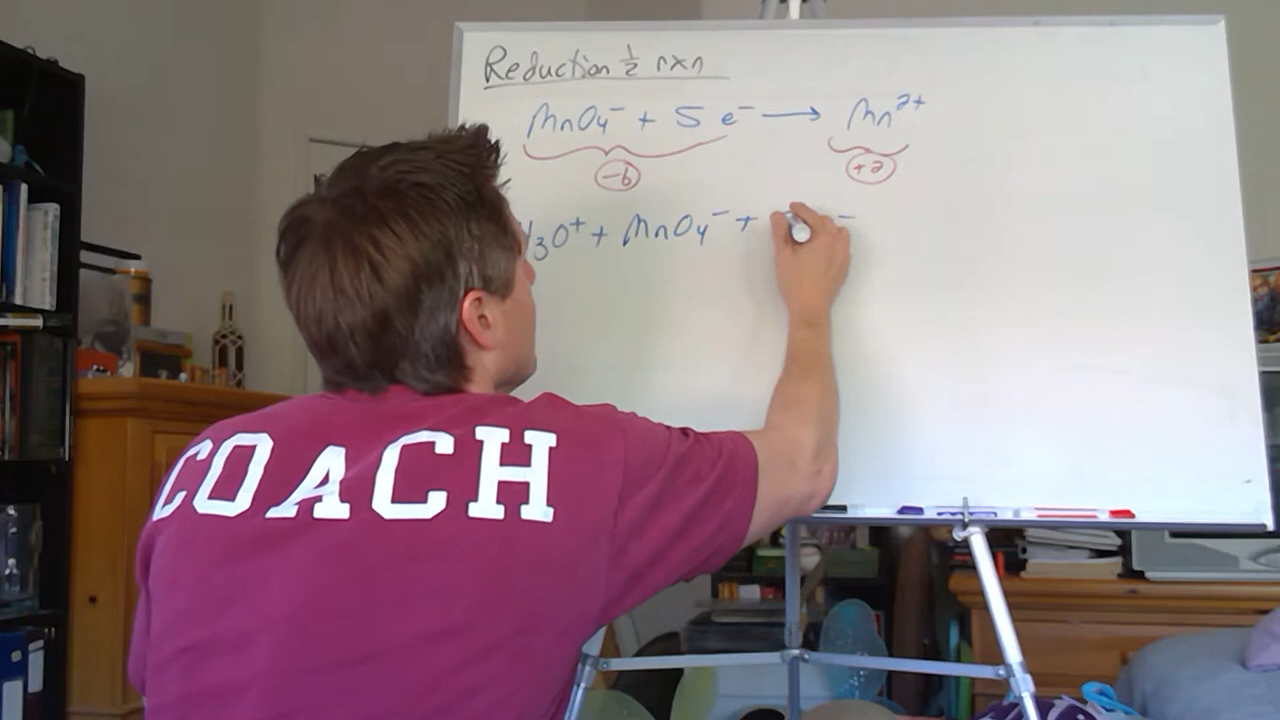 Reduction ½ rxn
MnO₄⁻ + 5 e⁻ → Mn²⁺
-6 +2
H₃O⁺ + MnO₄⁻ +
COACH